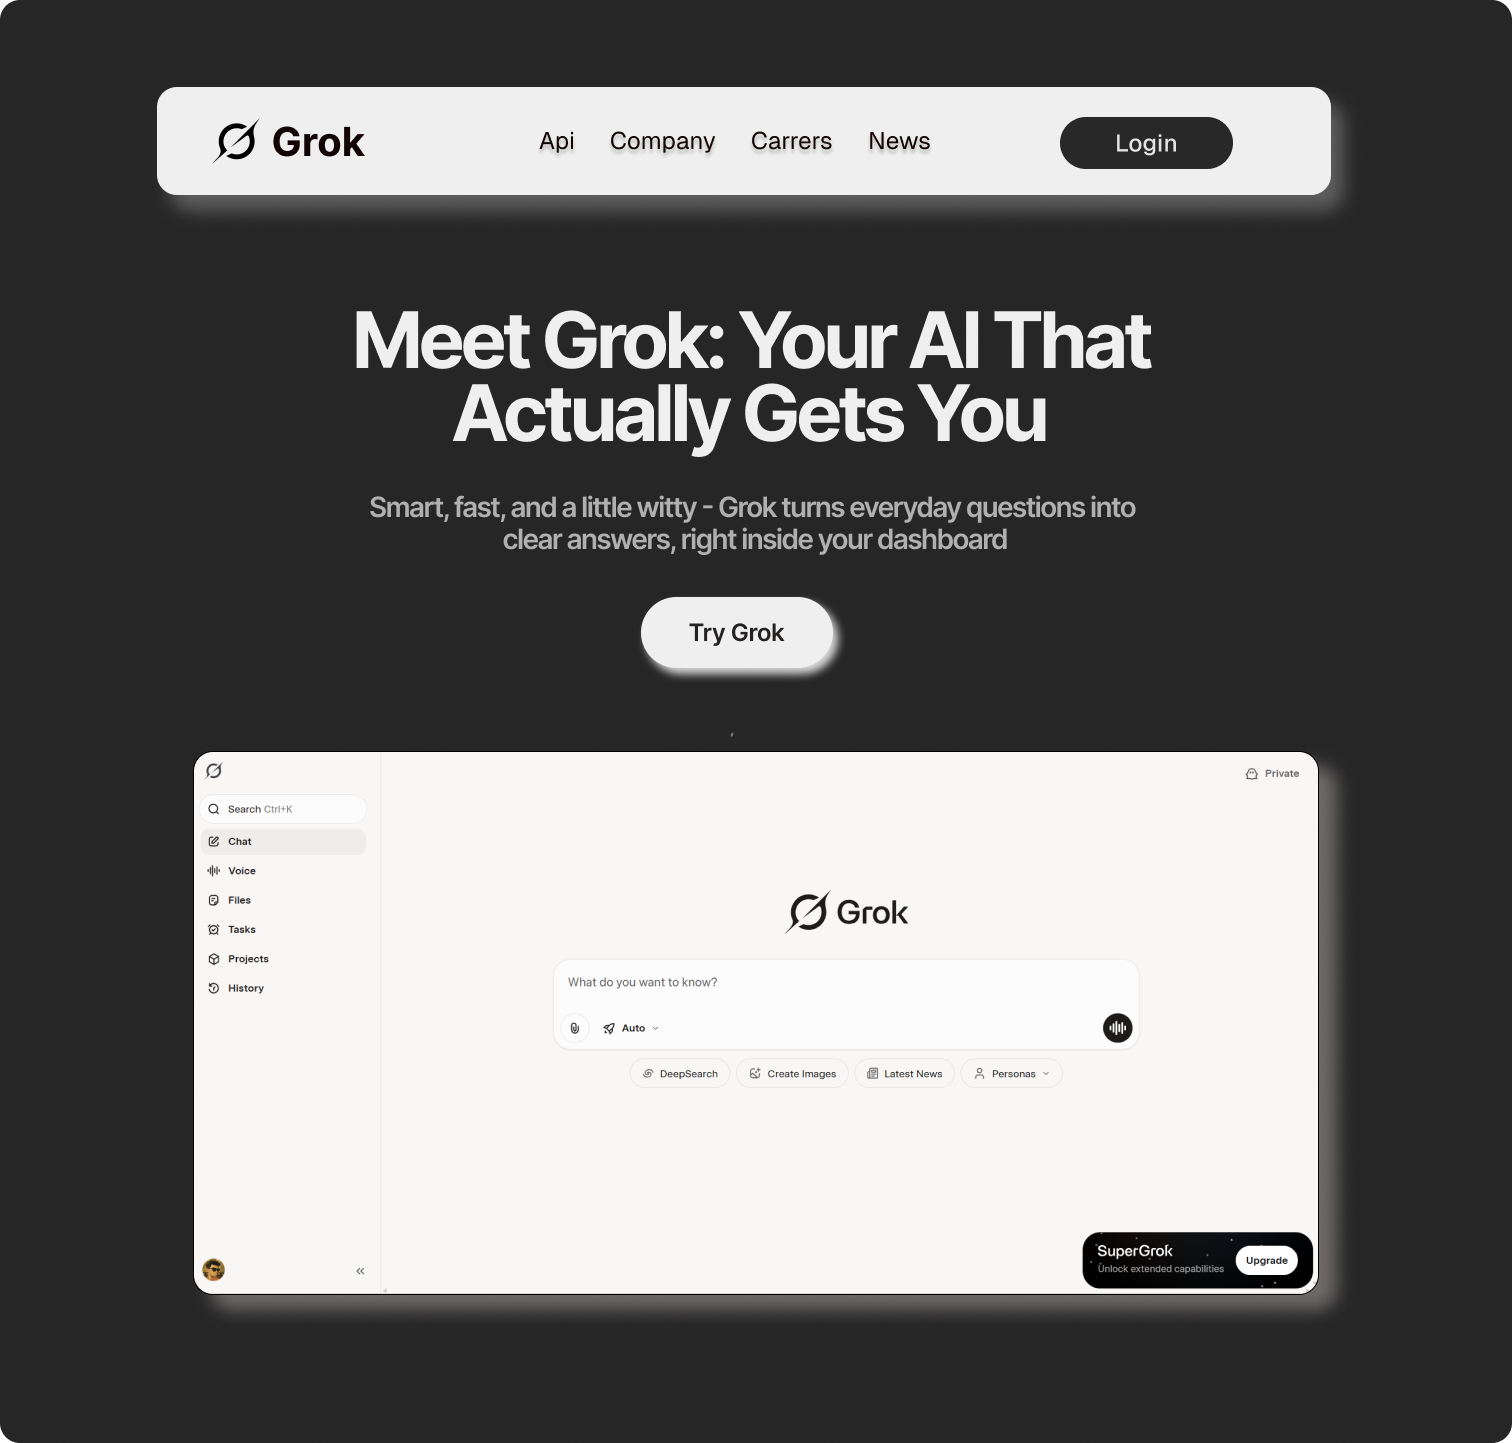 Grok
Api Company Carrers News
Login
Meet Grok: Your AI That
Actually Gets You
Smart, fast, and a little witty - Grok turns everyday questions into
clear answers, right inside your dashboard
Try Grok
Private
Search Ctrl+K
Chat
Voice
Files
Tasks
Projects
History
Grok
What do you want to know?
Auto
DeepSearch
Create Images
Latest News
Personas
SuperGrok
Unlock extended capabilities
Upgrade